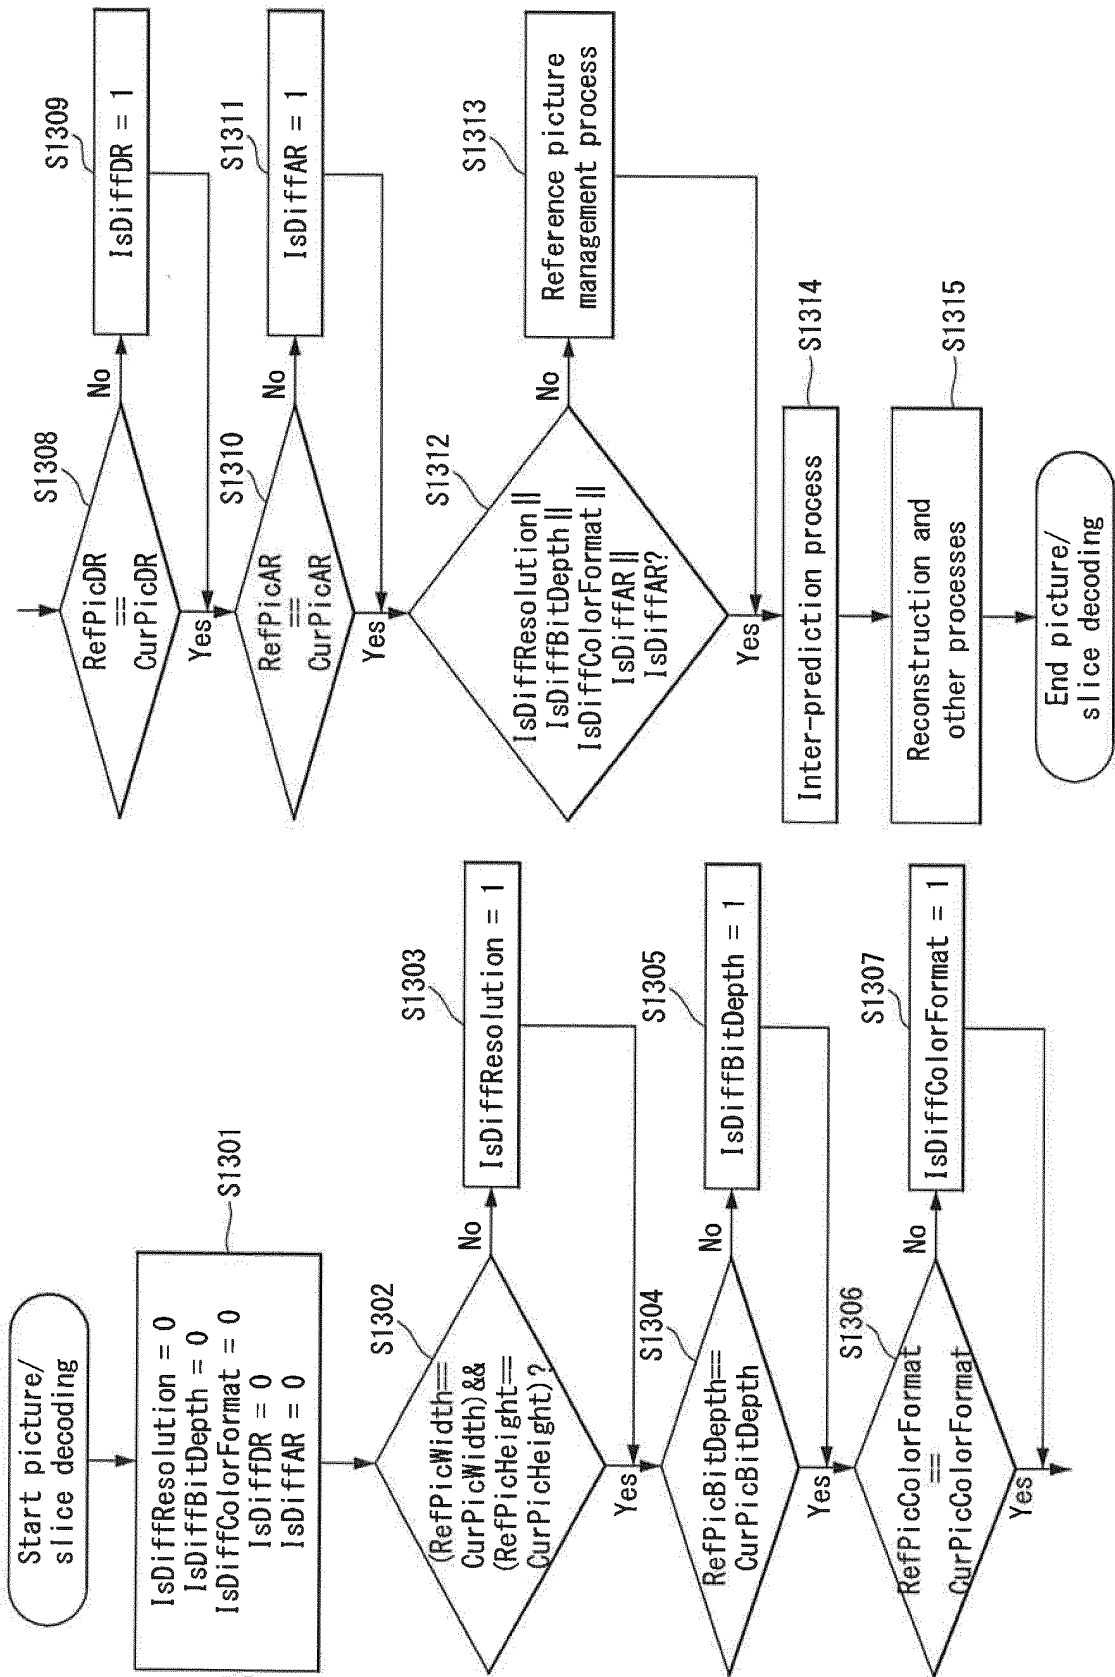 Start picture/
slice decoding
IsDiffResolution = 0
IsDiffBitDepth = 0
IsDiffColorFormat = 0
IsDiffDR = 0
IsDiffAR = 0
S1301
(RefPicWidth==
CurPicWidth)&&
(RefPicHeight==
CurPicHeight)?
S1302
No
IsDiffResolution = 1
S1303
Yes
RefPicBitDepth==
CurPicBitDepth
S1304
No
IsDiffBitDepth = 1
S1305
Yes
RefPicColorFormat
==
CurPicColorFormat
S1306
No
IsDiffColorFormat = 1
S1307
Yes
RefPicDR
==
CurPicDR
S1308
No
IsDiffDR = 1
S1309
Yes
RefPicAR
==
CurPicAR
S1310
No
IsDiffAR = 1
S1311
Yes
IsDiffResolution||
IsDiffBitDepth||
IsDiffColorFormat||
IsDiffAR||
IsDiffAR?
S1312
No
Reference picture
management process
S1313
Yes
Inter-prediction process
S1314
Reconstruction and
other processes
S1315
End picture/
slice decoding